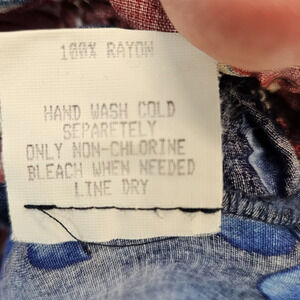 100% RAYON
HAND WASH COLD
SEPARETELY
ONLY NON-CHLORINE
BLEACH WHEN NEEDED
LINE DRY